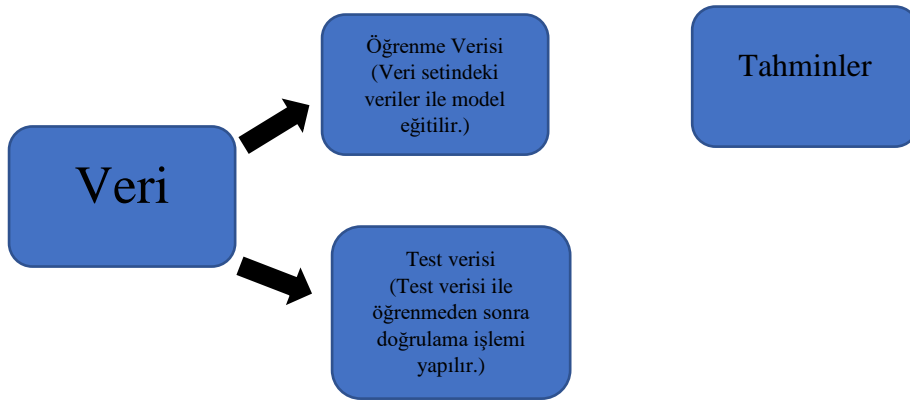 Veri
Öğrenme Verisi
(Veri setindeki
veriler ile model
eğitilir.)
Test verisi
(Test verisi ile
öğrenmeden sonra
doğrulama işlemi
yapılır.)
Tahminler